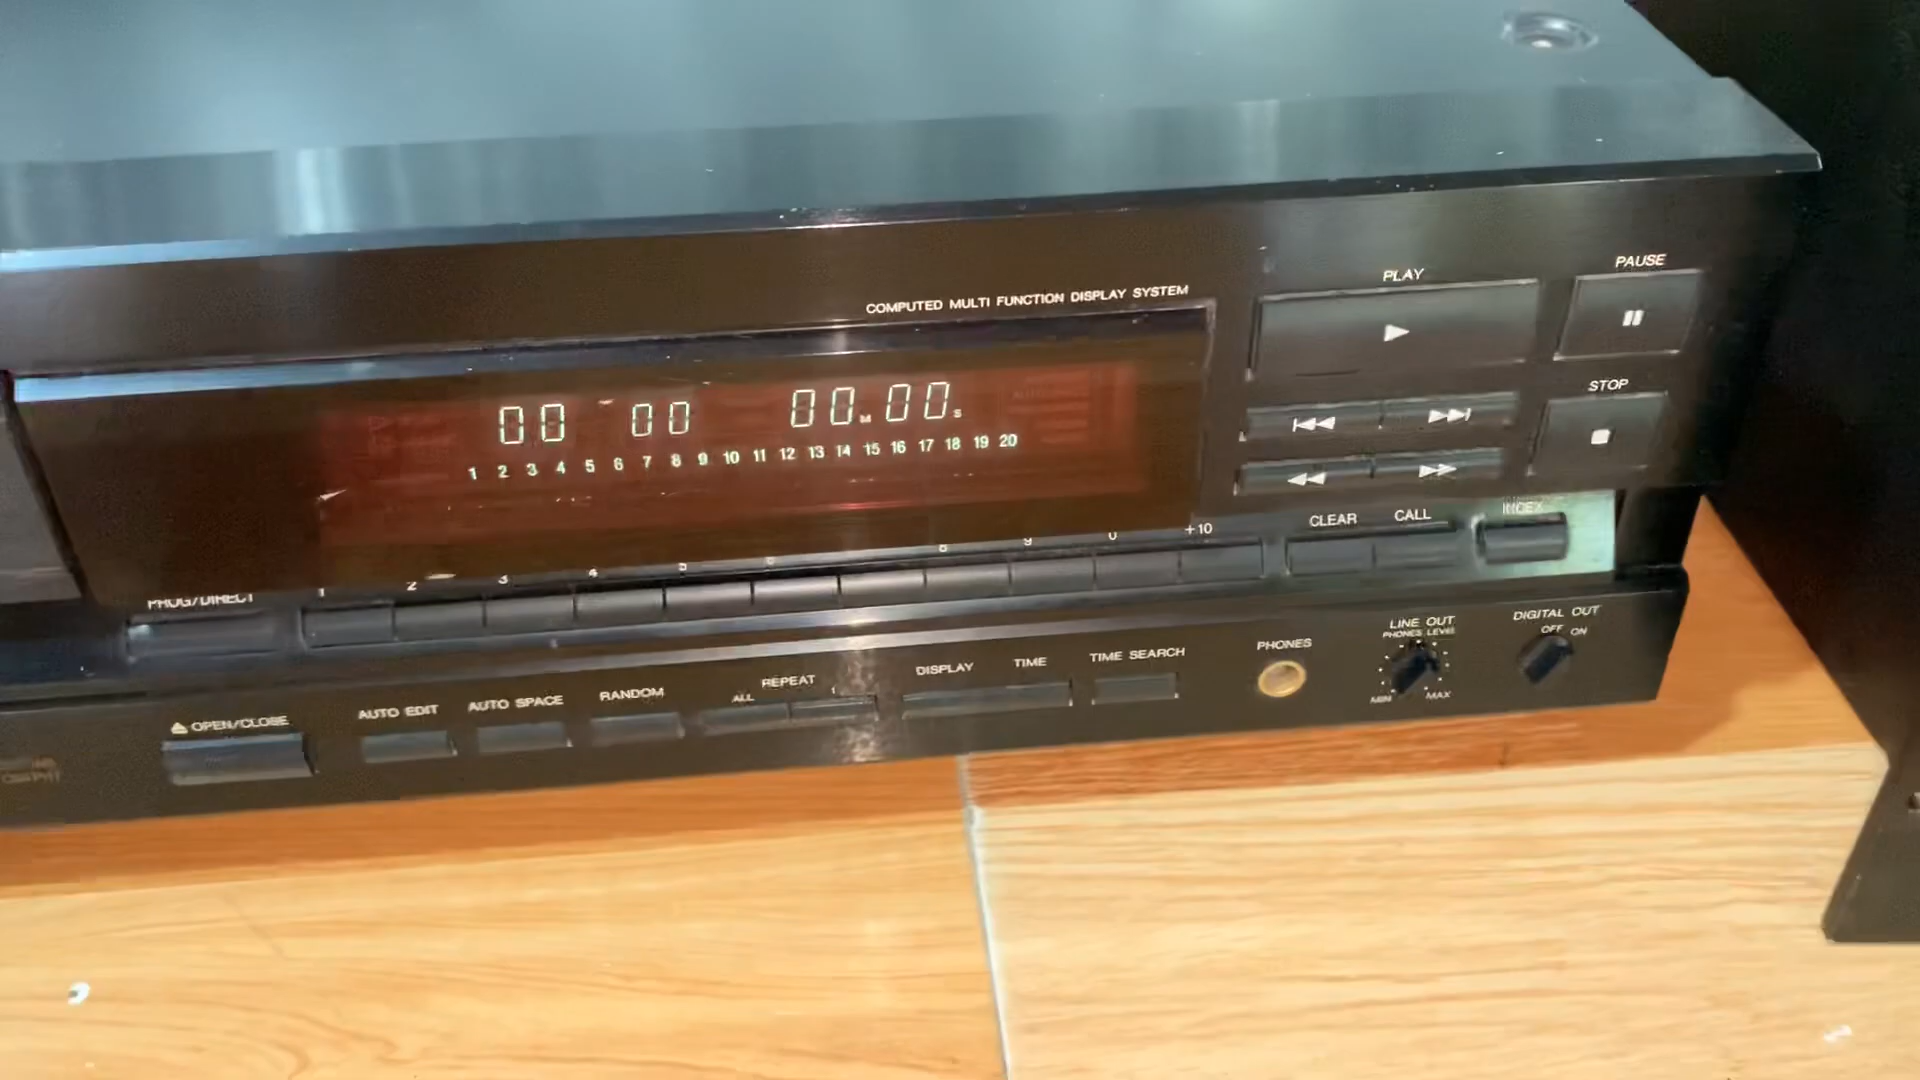 COMPUTED MULTI FUNCTION DISPLAY SYSTEM
PLAY
PAUSE
STOP
00 00 00M00S
1 2 3 4 5 6 7 8 9 10 11 12 13 14 15 16 17 18 19 20
CLEAR CALL INDEX
PROG/DIRECT 1 2 3 4 5 6 8 9 0 +10
OPEN/CLOSE
AUTO EDIT
AUTO SPACE
RANDOM
REPEAT
ALL 1
DISPLAY
TIME
TIME SEARCH
PHONES
LINE OUT
PHONES LEVEL
MIN MAX
DIGITAL OUT
OFF ON